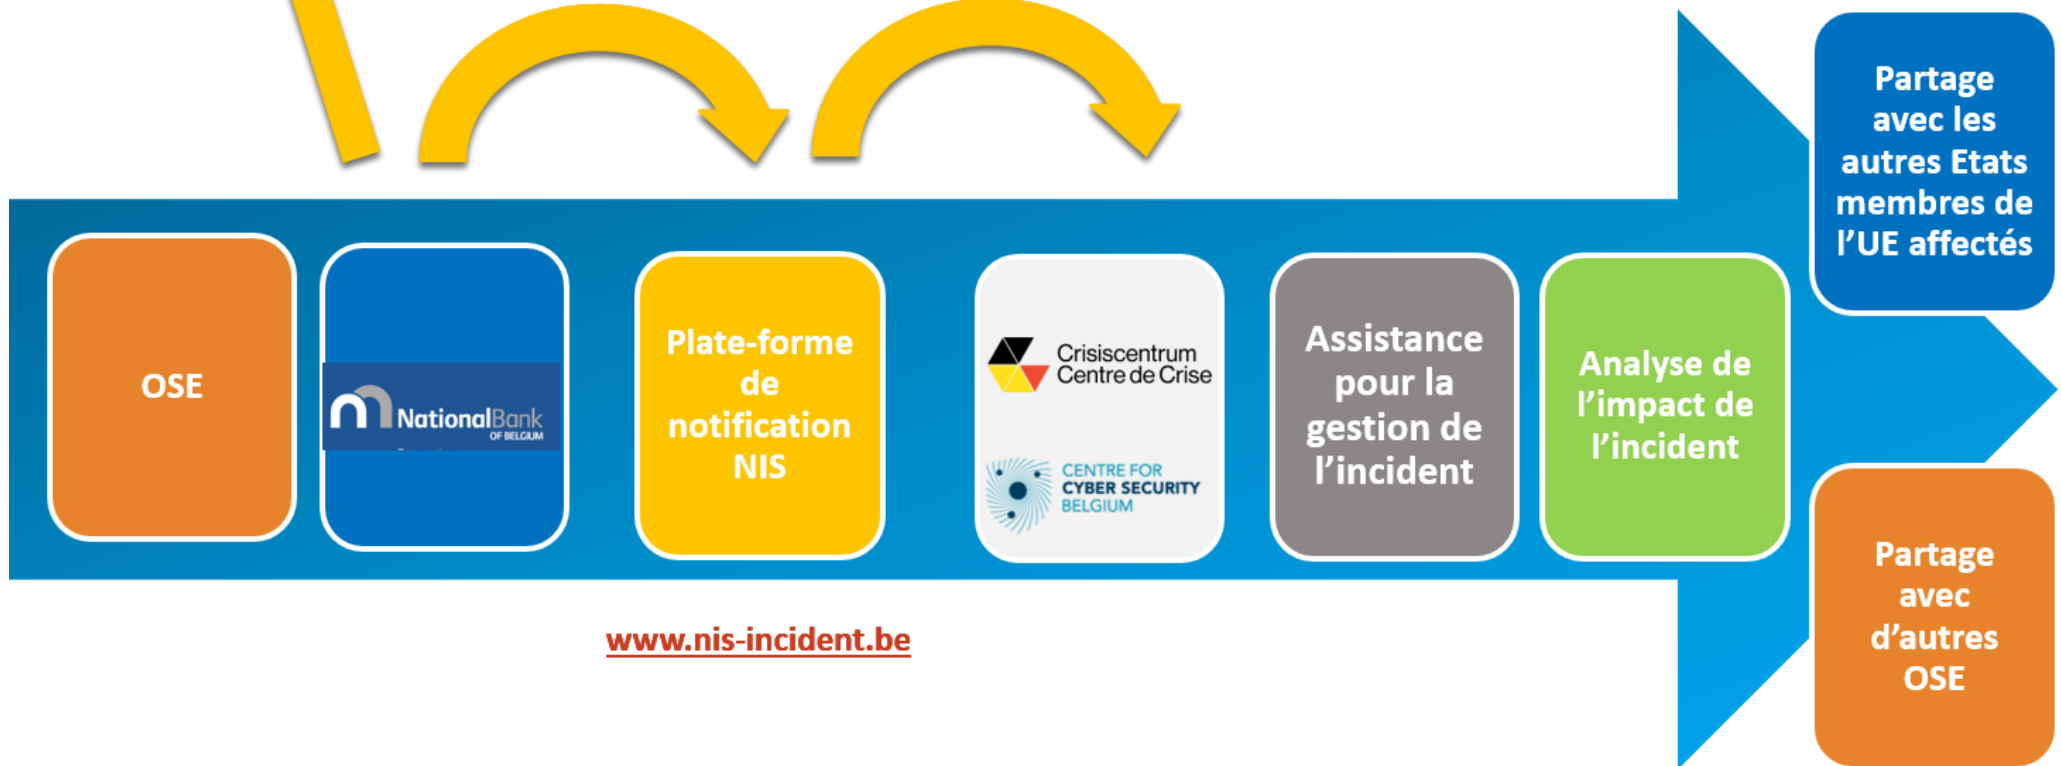 OSE
NationalBank
OF BELGIUM
Plate-forme
de
notification
NIS
Crisiscentrum
Centre de Crise
CENTRE FOR
CYBER SECURITY
BELGIUM
Assistance
pour la
gestion de
l'incident
Analyse de
l'impact de
l'incident
Partage
avec les
autres Etats
membres de
l'UE affectés
Partage
avec
d'autres
OSE
www.nis-incident.be